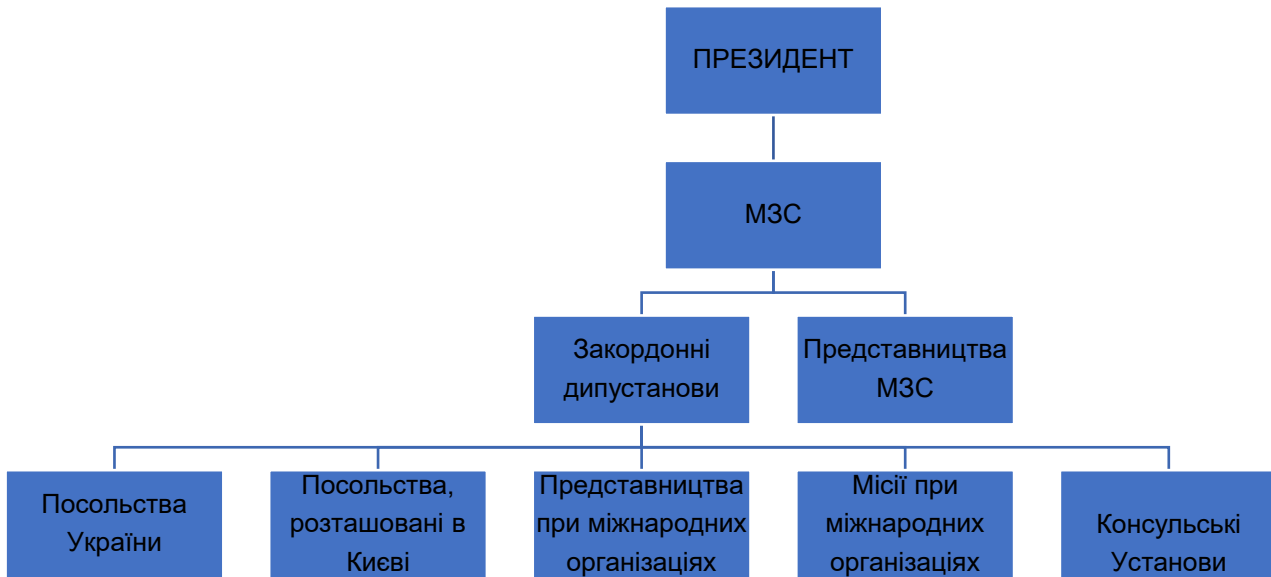 ПРЕЗИДЕНТ
МЗС
Закордонні
дипустанови
Представництва
МЗС
Посольства
України
Посольства,
розташовані в
Києві
Представництва
при міжнародних
організаціях
Місії при
міжнародних
організаціях
Консульські
Установи